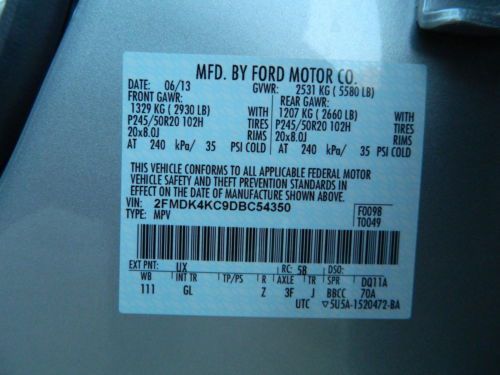 MFD. BY FORD MOTOR CO.
DATE: 06/13 GVWR: 2531 KG ( 5580 LB)
FRONT GAWR: REAR GAWR:
1329 KG ( 2930 LB) 1207 KG ( 2660 LB)
P245/50R20 102H TIRES P245/50R20 102H TIRES
20x8.0J RIMS 20x8.0J RIMS
AT 240 kPa/ 35 PSI COLD AT 240 kPa/ 35 PSI COLD
THIS VEHICLE CONFORMS TO ALL APPLICABLE FEDERAL MOTOR
VEHICLE SAFETY AND THEFT PREVENTION STANDARDS IN
EFFECT ON THE DATE OF MANUFACTURE SHOWN ABOVE.
VIN: 2FMDK4KC9DBC54350 F0098
TYPE: MPV T0049
EXT PNT: UX RC: 5B DSO:
WB INT TR TP/PS R AXLE TR SPR DQ11A
111 GL Z 3F J BBCC 70A
UTC ▽5U5A-1520472-BA